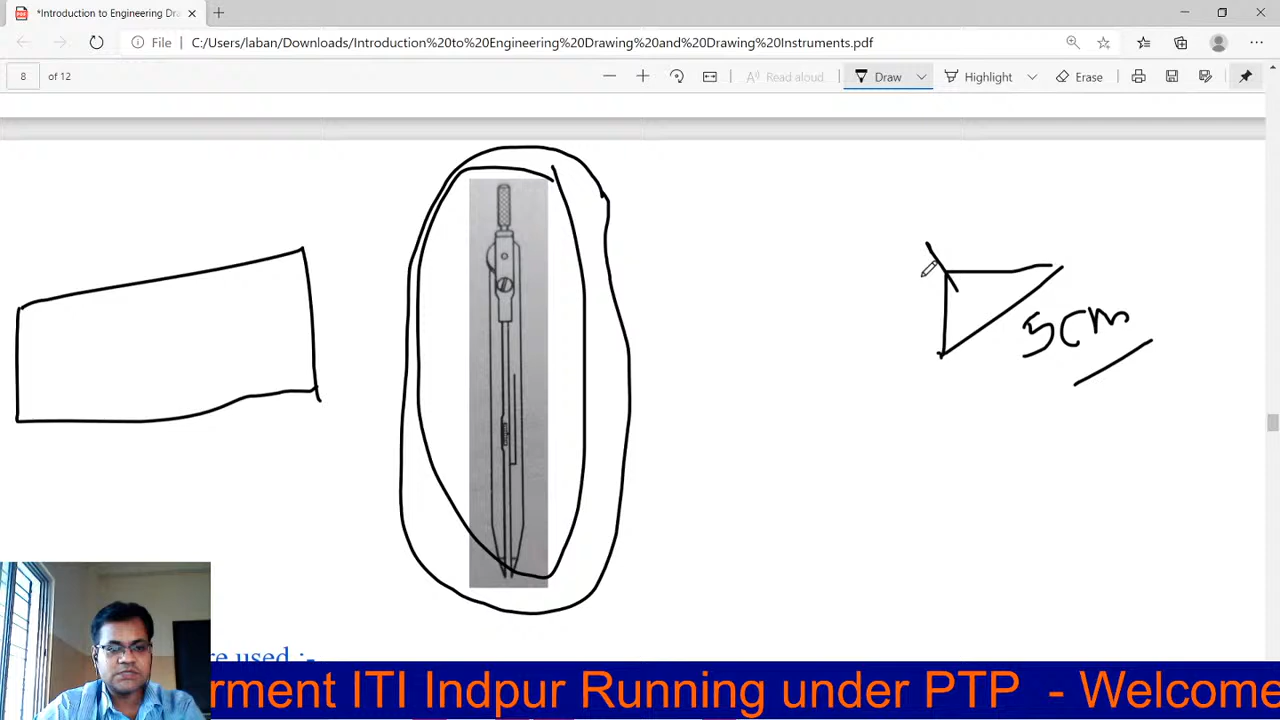 *Introduction to Engineering Dra
File C:/Users/laban/Downloads/Introduction%20to%20Engineering%20Drawing%20and%20Drawing%20Instruments.pdf
8 of 12
Read aloud
Draw
Highlight
Erase
5cm
re used :-
rment ITI Indpur Running under PTP - Welcome